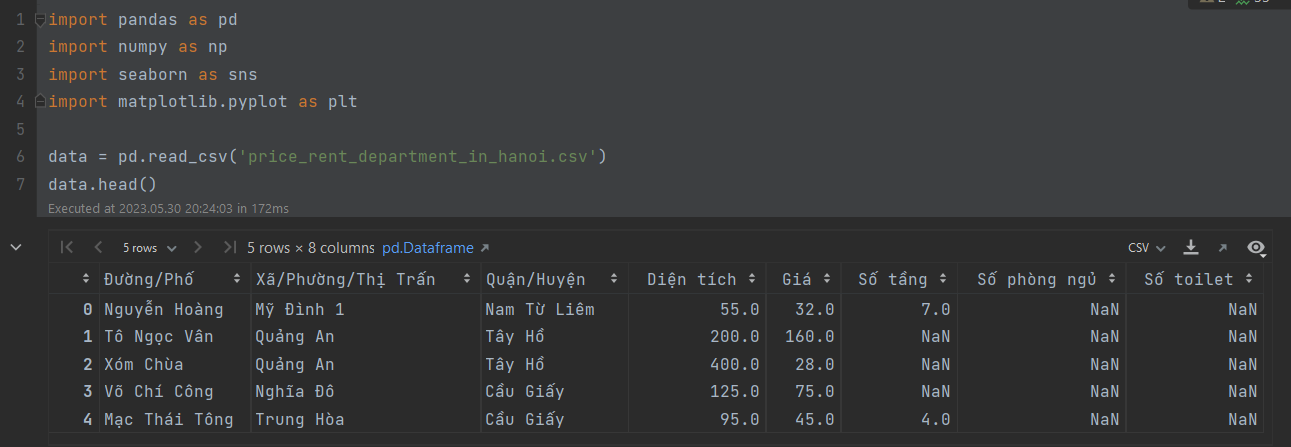 1 import pandas as pd
2 import numpy as np
3 import seaborn as sns
4 import matplotlib.pyplot as plt
5
6 data = pd.read_csv('price_rent_department_in_hanoi.csv')
7 data.head()
Executed at 2023.05.30 20:24:03 in 172ms
5 rows 5 rows × 8 columns pd.Dataframe CSV
Đường/Phố Xã/Phường/Thị Trấn Quận/Huyện Diện tích Giá Số tầng Số phòng ngủ Số toilet
0 Nguyễn Hoàng Mỹ Đình 1 Nam Từ Liêm 55.0 32.0 7.0 NaN NaN
1 Tô Ngọc Vân Quảng An Tây Hồ 200.0 160.0 NaN NaN NaN
2 Xóm Chùa Quảng An Tây Hồ 400.0 28.0 NaN NaN NaN
3 Võ Chí Công Nghĩa Đô Cầu Giấy 125.0 75.0 NaN NaN NaN
4 Mạc Thái Tông Trung Hòa Cầu Giấy 95.0 45.0 4.0 NaN NaN